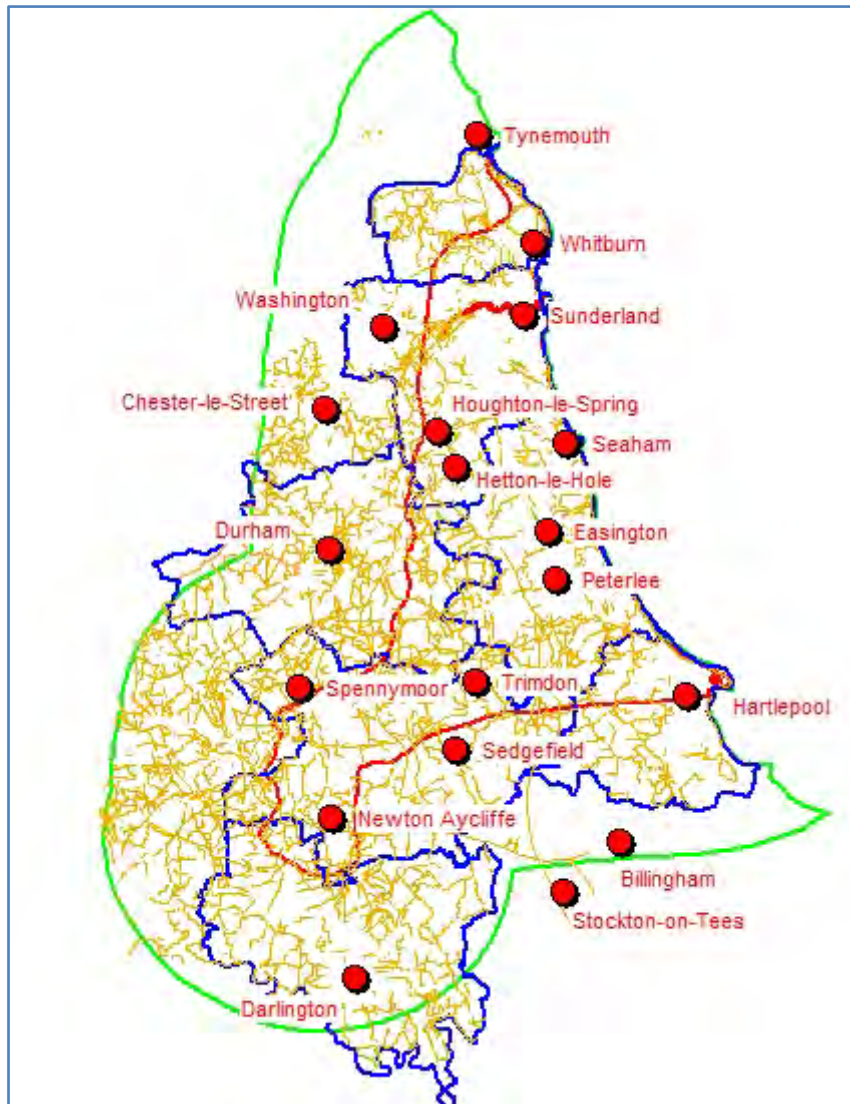 Tynemouth
Whitburn
Washington
Sunderland
Chester-le-Street
Houghton-le-Spring
Seaham
Hetton-le-Hole
Durham
Easington
Peterlee
Spennymoor
Trimdon
Hartlepool
Sedgefield
Newton Aycliffe
Billingham
Stockton-on-Tees
Darlington